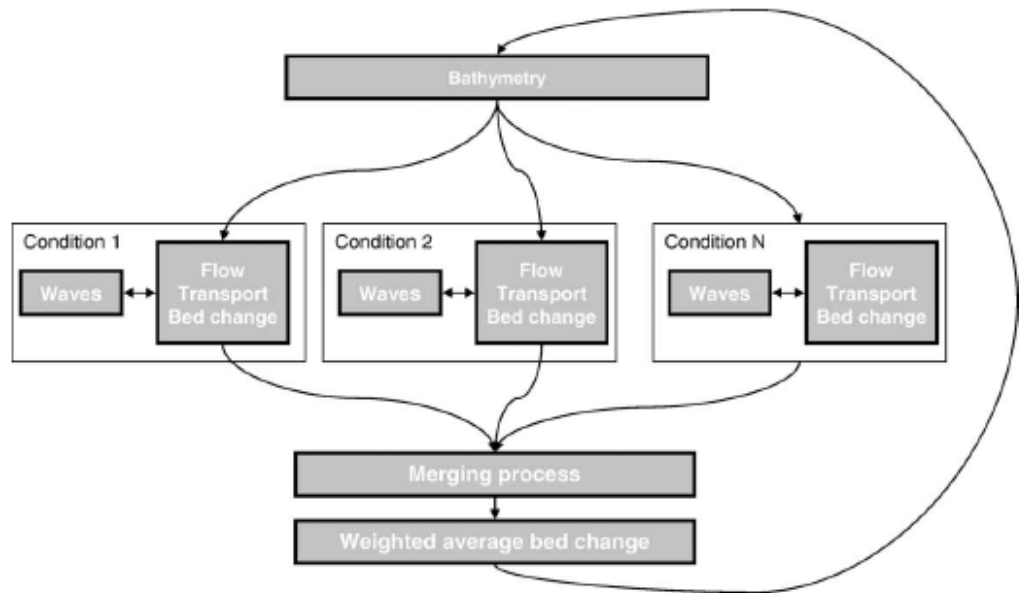 Bathymetry
Condition 1
Waves
Flow
Transport
Bed change
Condition 2
Waves
Flow
Transport
Bed change
Condition N
Waves
Flow
Transport
Bed change
Merging process
Weighted average bed change